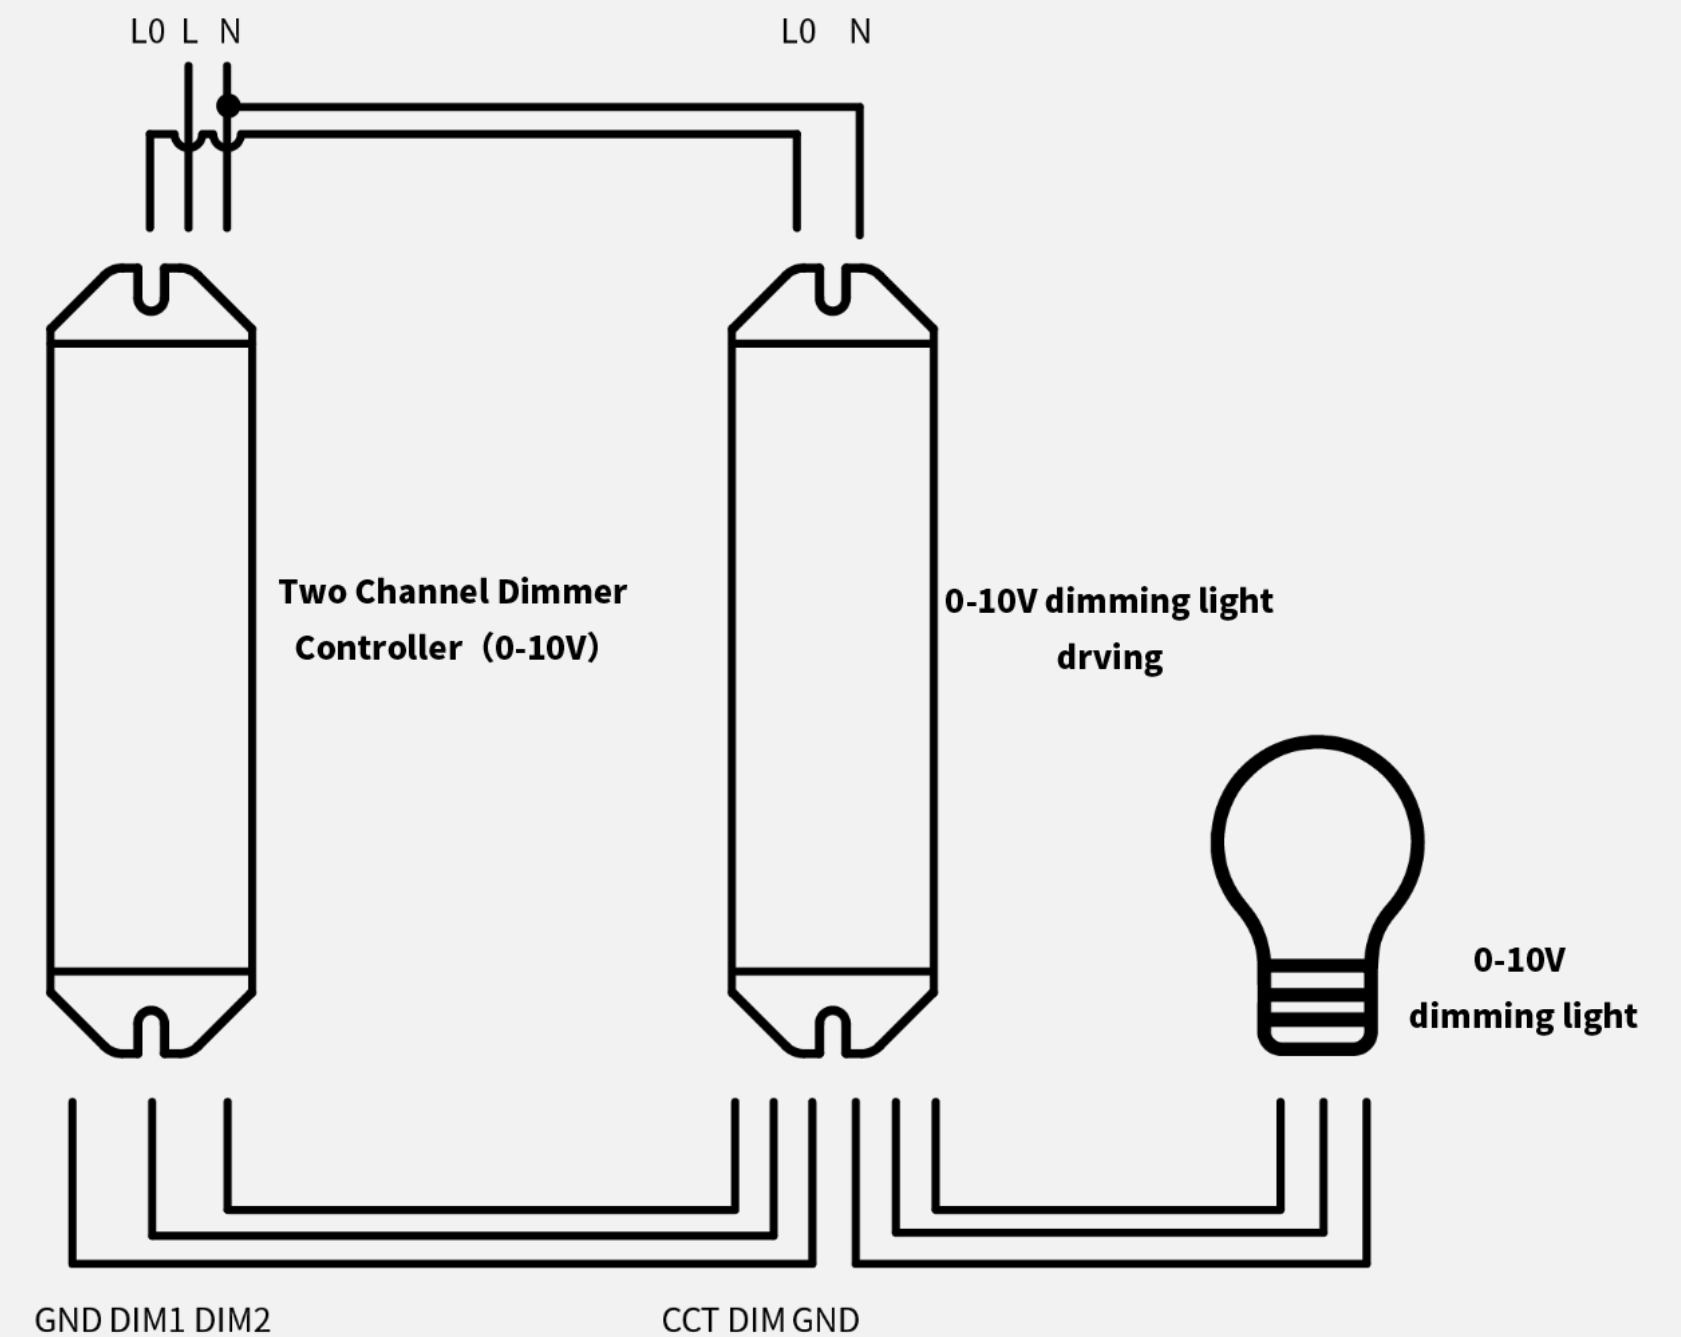 L0 L N
L0 N
Two Channel Dimmer
Controller（0-10V）
0-10V dimming light
drving
0-10V
dimming light
GND DIM1 DIM2
CCT DIM GND